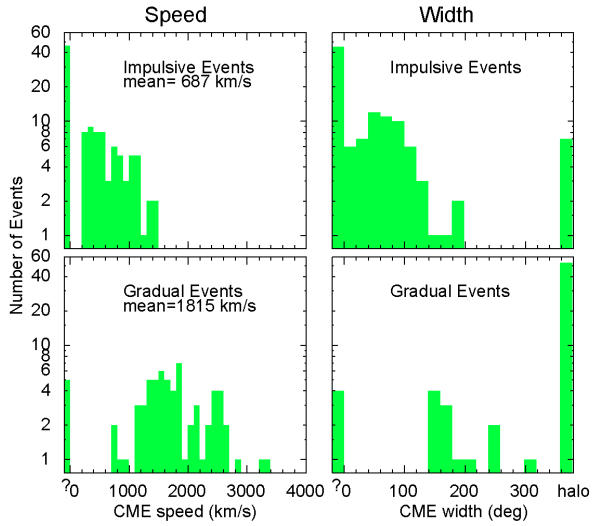 Speed
Width
60
40
20
10
8
6
4
2
1
Impulsive Events
mean= 687 km/s
Impulsive Events
Number of Events
60
40
20
10
8
6
4
2
1
Gradual Events
mean=1815 km/s
Gradual Events
? 0 1000 2000 3000 4000
? 0 100 200 300 halo
CME speed (km/s)
CME width (deg)